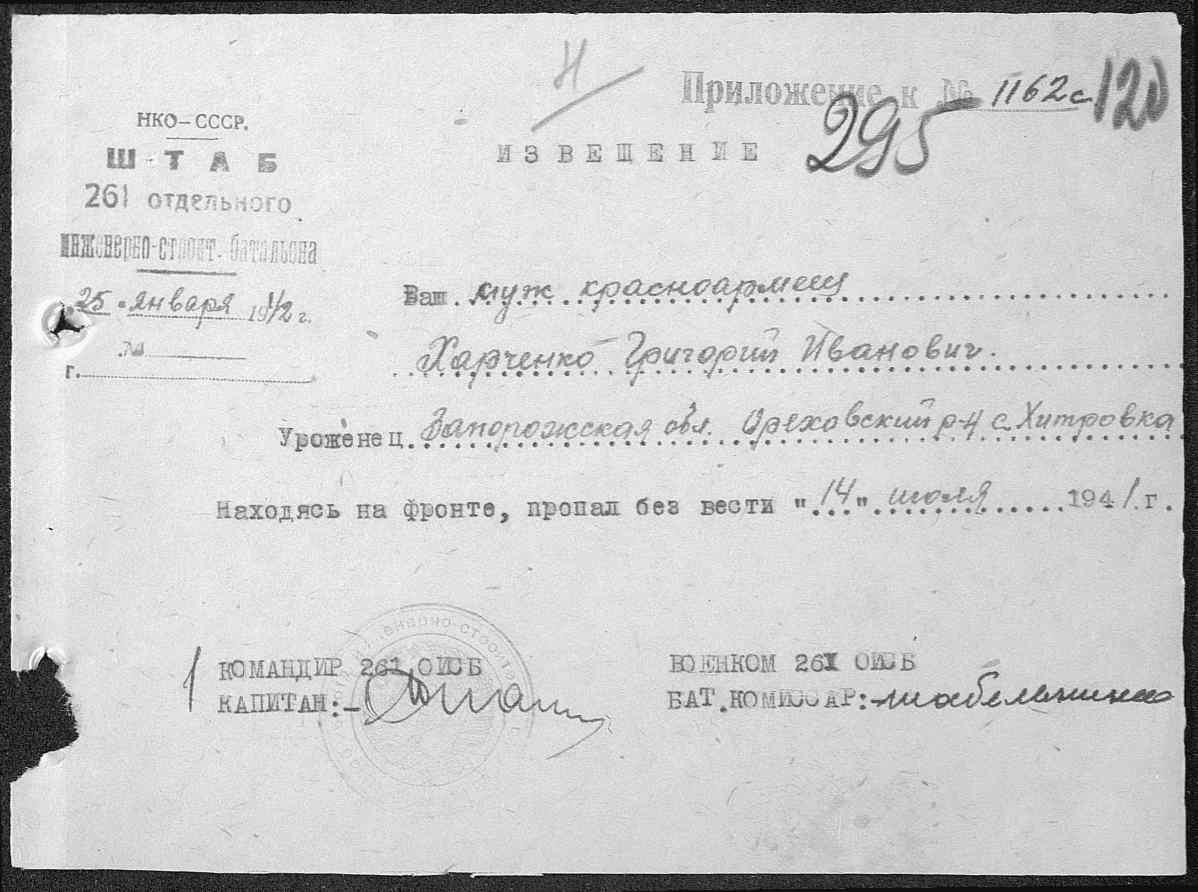 Н
Приложение к № 1162с
120
295
НКО-СССР.
ШТАБ
261 отдельного
инженерно-строит. батальона
"25" января 1942 г.
№
г.
ИЗВЕЩЕНИЕ
Ваш муж красноармеец
Харченко Григорий Иванович.
Уроженец Запорожская обл. Ореховский р-н с. Хитровка
Находясь на фронте, пропал без вести "14" июля 1941 г.
КОМАНДИР 261 ОИСБ
КАПИТАН:-
ВОЕНКОМ 261 ОИСБ
БАТ.КОМИССАР:-